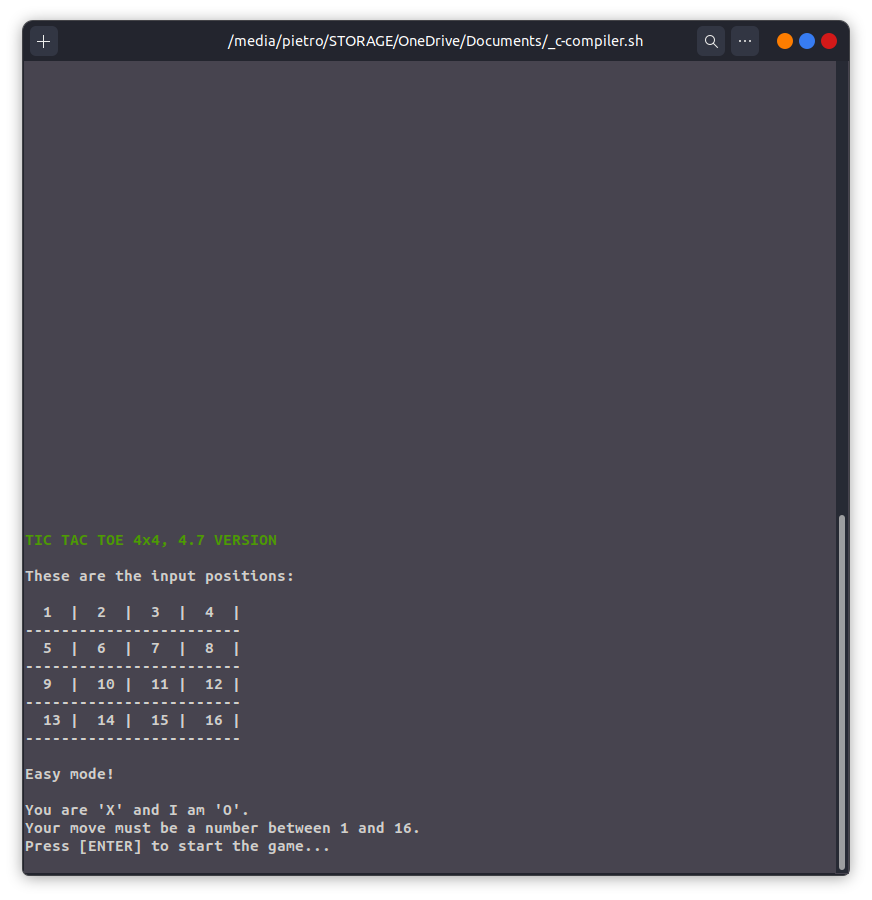 /media/pietro/STORAGE/OneDrive/Documents/_c-compiler.sh
TIC TAC TOE 4x4, 4.7 VERSION
These are the input positions:
  1  |  2  |  3  |  4  |
------------------------
  5  |  6  |  7  |  8  |
------------------------
  9  |  10 |  11 |  12 |
------------------------
  13 |  14 |  15 |  16 |
------------------------
Easy mode!
You are 'X' and I am 'O'.
Your move must be a number between 1 and 16.
Press [ENTER] to start the game...